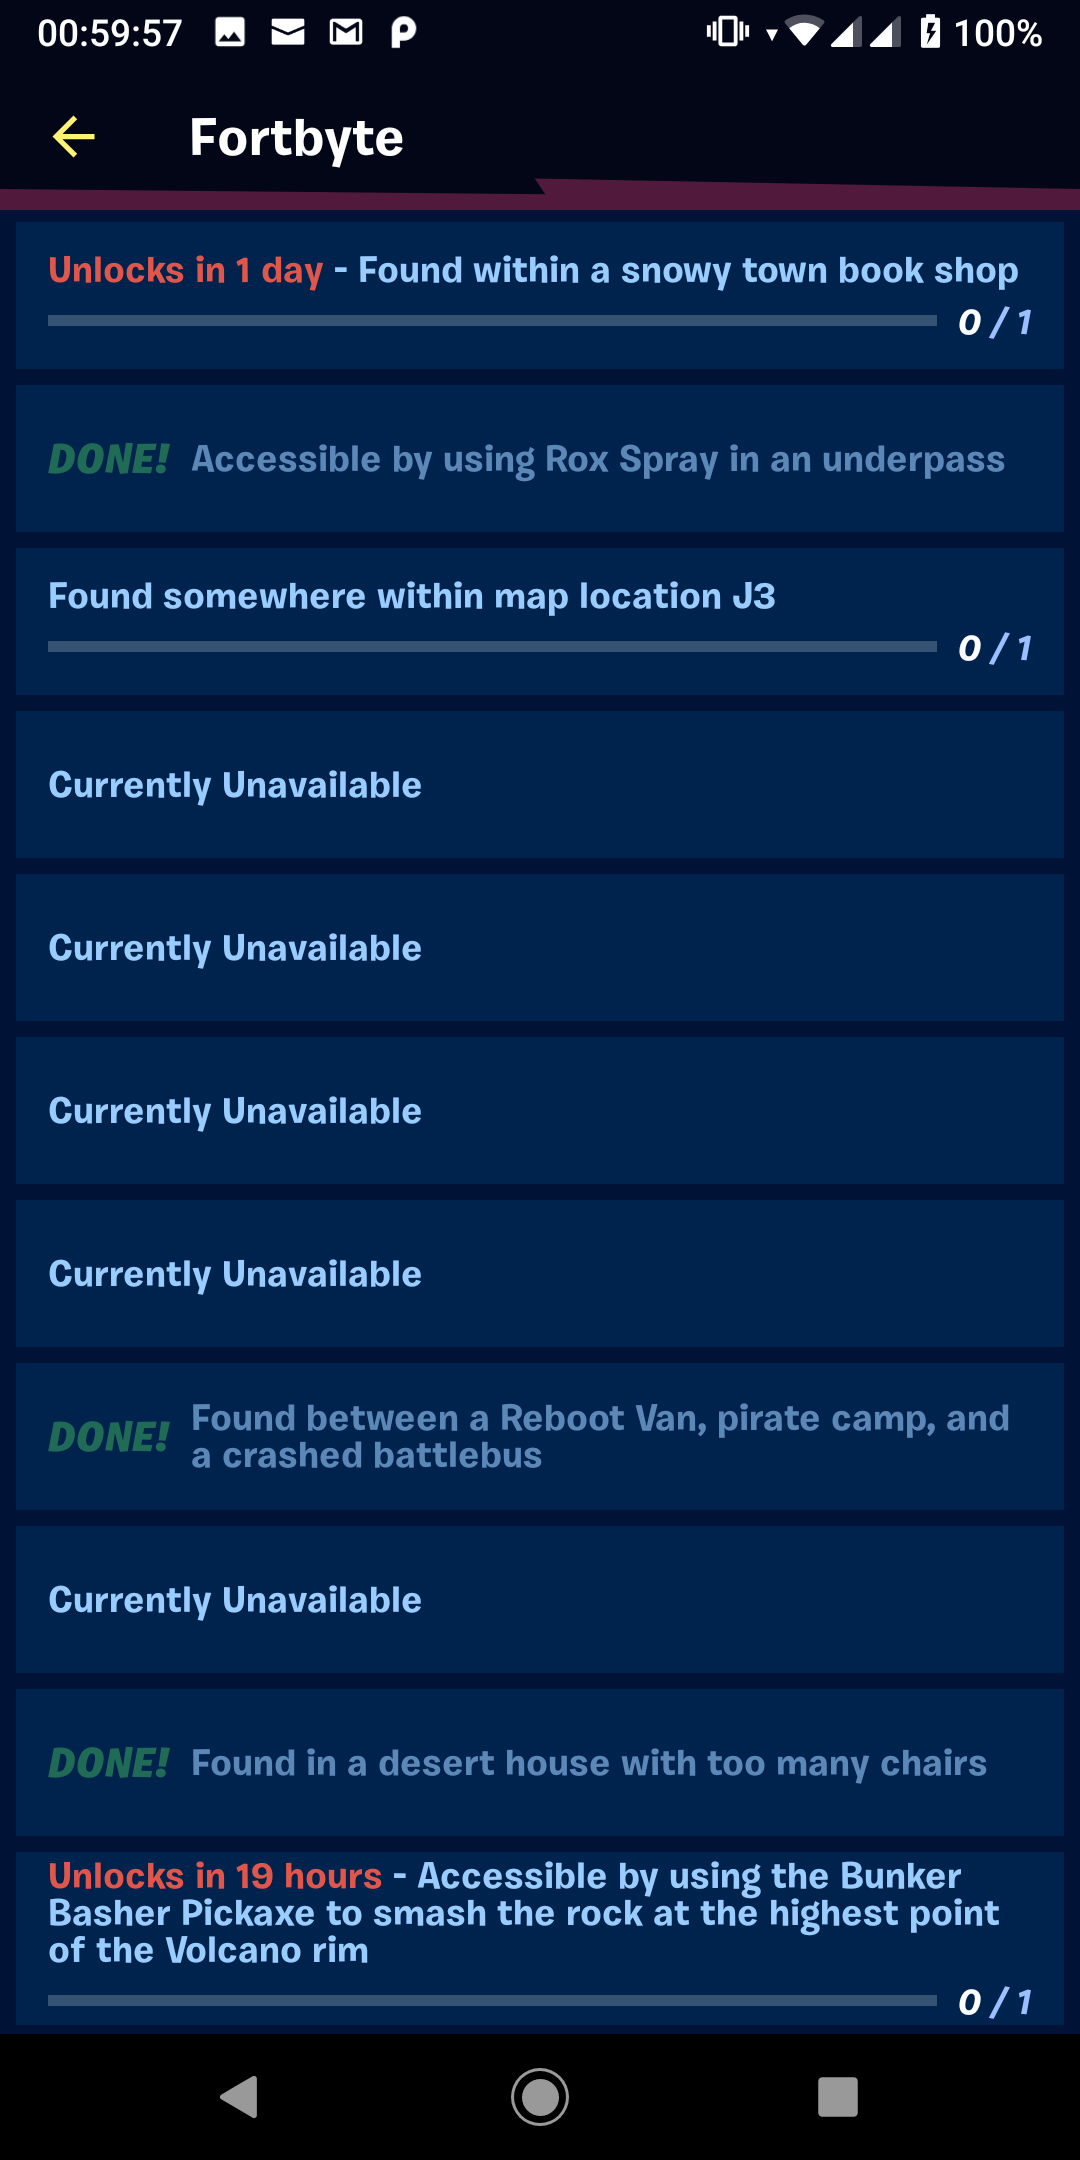 00:59:57 100%
Fortbyte
Unlocks in 1 day - Found within a snowy town book shop
0 / 1
DONE! Accessible by using Rox Spray in an underpass
Found somewhere within map location J3
0 / 1
Currently Unavailable
Currently Unavailable
Currently Unavailable
Currently Unavailable
DONE! Found between a Reboot Van, pirate camp, and
a crashed battlebus
Currently Unavailable
DONE! Found in a desert house with too many chairs
Unlocks in 19 hours - Accessible by using the Bunker
Basher Pickaxe to smash the rock at the highest point
of the Volcano rim
0 / 1